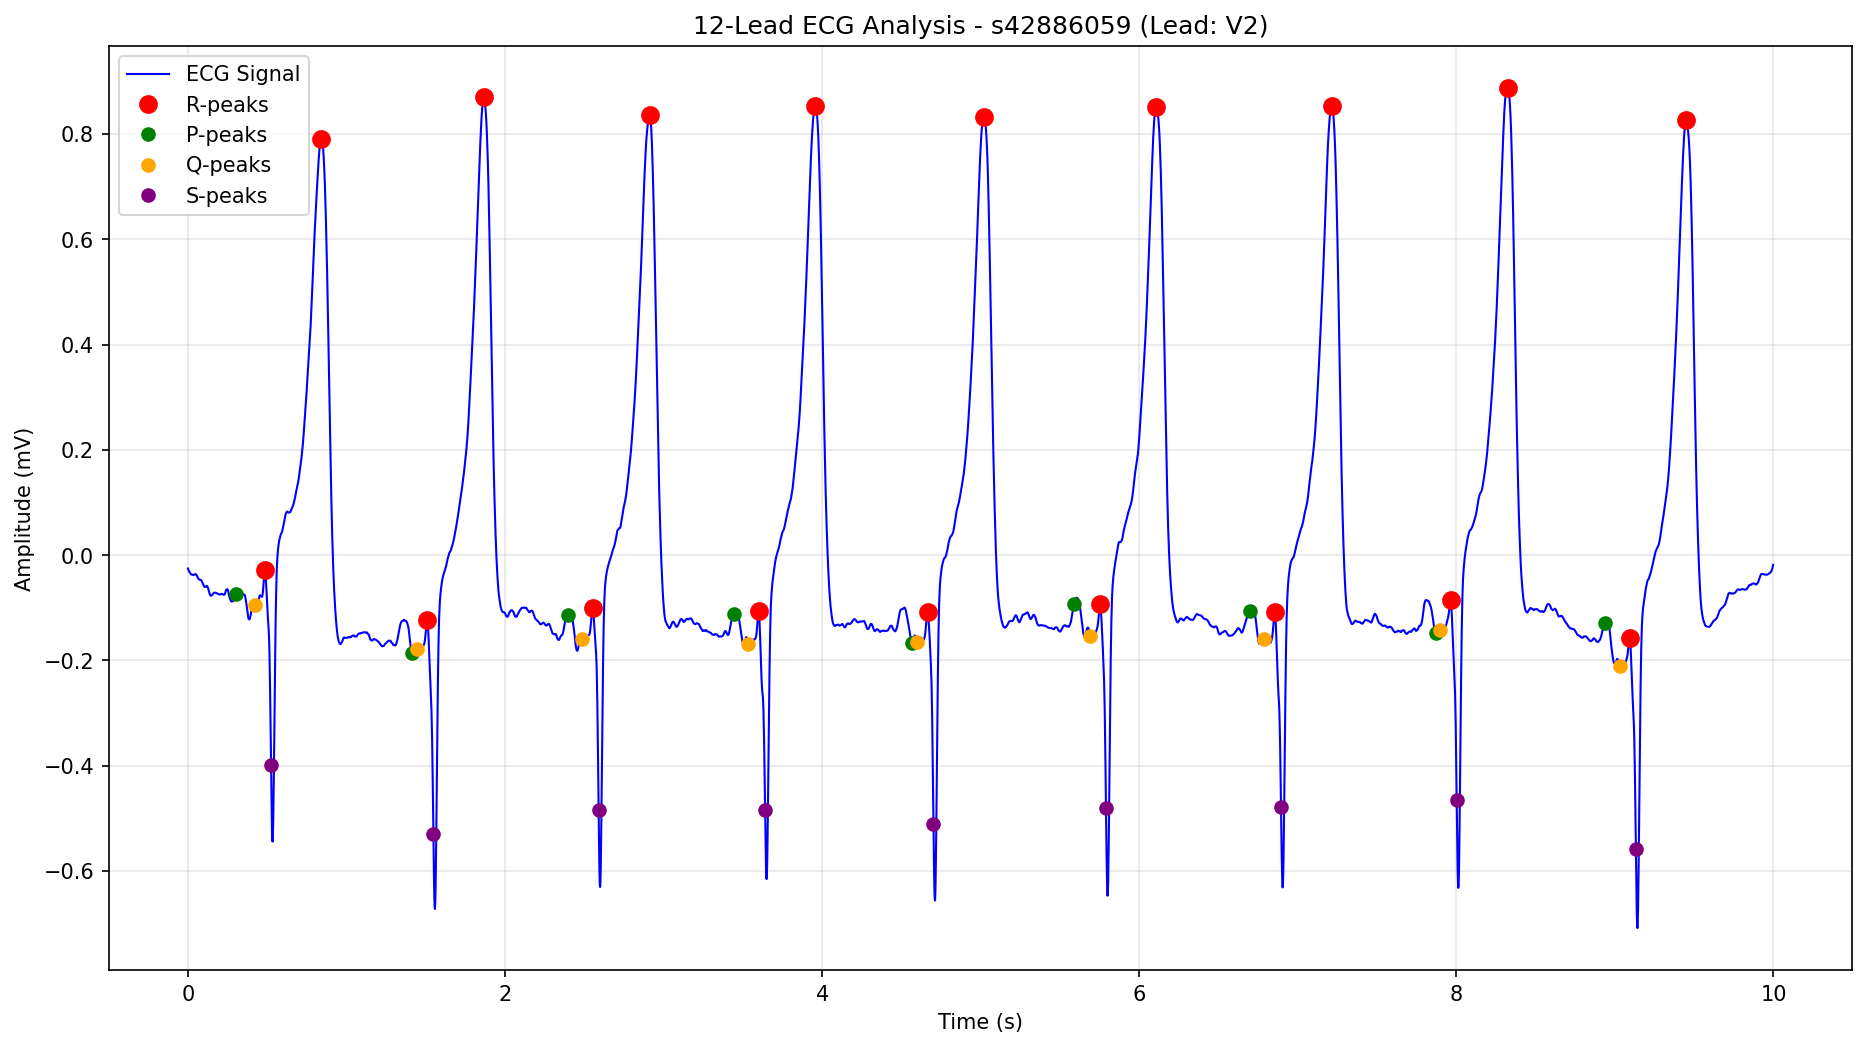 12-Lead ECG Analysis - s42886059 (Lead: V2)
ECG Signal
R-peaks
P-peaks
Q-peaks
S-peaks
Amplitude (mV)
0.8
0.6
0.4
0.2
0.0
−0.2
−0.4
−0.6
0 2 4 6 8 10
Time (s)